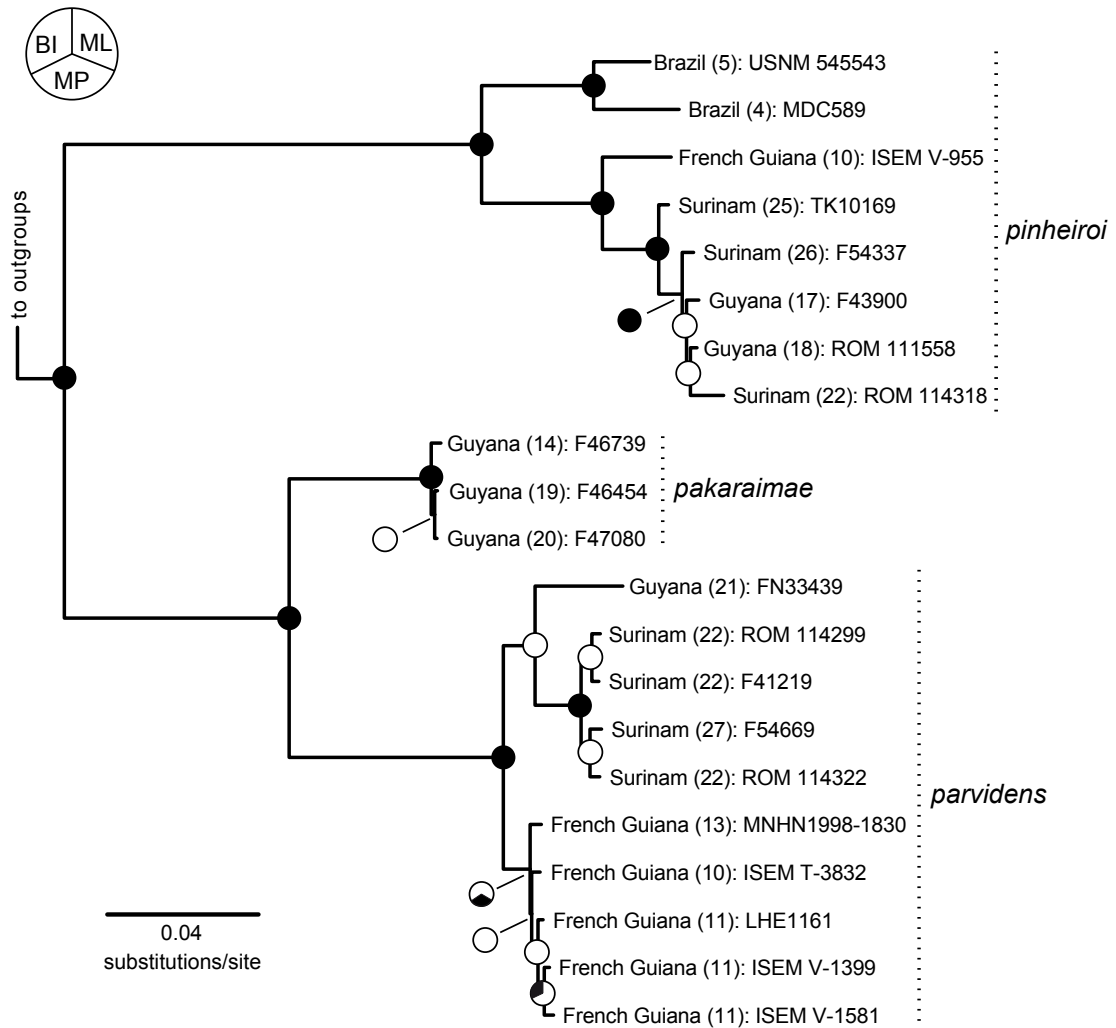 BI ML
MP
to outgroups
Brazil (5): USNM 545543
Brazil (4): MDC589
French Guiana (10): ISEM V-955
Surinam (25): TK10169
Surinam (26): F54337
Guyana (17): F43900
Guyana (18): ROM 111558
Surinam (22): ROM 114318
pinheiroi
Guyana (14): F46739
Guyana (19): F46454
Guyana (20): F47080
pakaraimae
Guyana (21): FN33439
Surinam (22): ROM 114299
Surinam (22): F41219
Surinam (27): F54669
Surinam (22): ROM 114322
French Guiana (13): MNHN1998-1830
French Guiana (10): ISEM T-3832
French Guiana (11): LHE1161
French Guiana (11): ISEM V-1399
French Guiana (11): ISEM V-1581
parvidens
0.04
substitutions/site